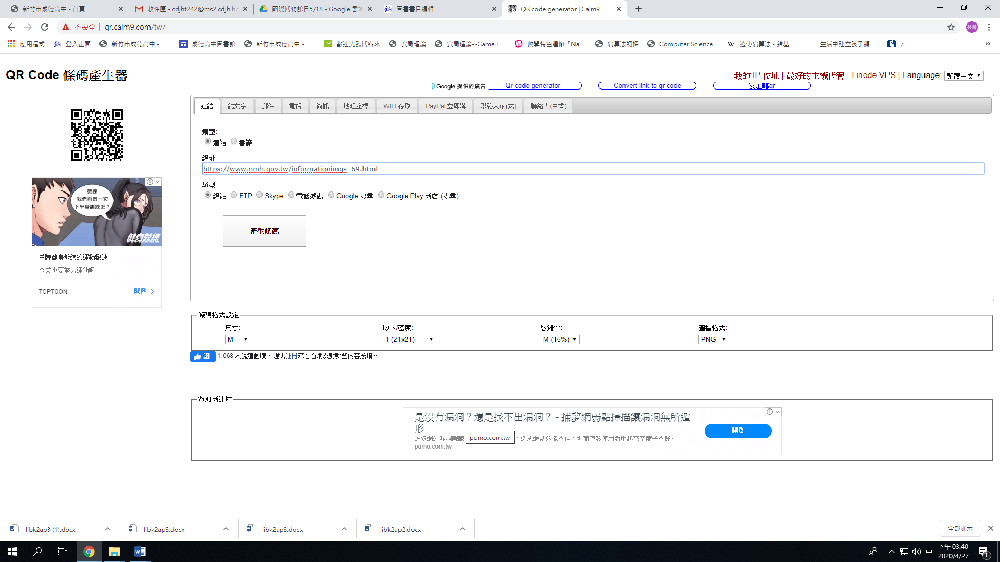 新竹市成德高中 - 首頁
收件匣 - cdjht242@ms2.cdjh.hc
國際博物館日5/18 - Google 雲端
圖書書目編輯
QR code generator | Calm9
不安全
qr.calm9.com/tw/
芸菁
應用程式
登入畫面
新竹市成德高中 -...
成德高中圖書館
新竹市成德高中 -...
歡迎光臨博客來
賽局理論
賽局理論--Game T...
數學特色選修『Na...
演算法初探
Computer Science...
遺傳演算法 - 維基...
生活中建立孩子編...
7
QR Code 條碼產生器
我的 IP 位址 | 最好的主機代管 - Linode VPS | Language: 繁體中文
Google 提供的廣告
Qr code generator
Convert link to qr code
網址轉qr
連結
純文字
郵件
電話
簡訊
地理座標
WIFI 存取
PayPal 立即購
聯絡人(西式)
聯絡人(中式)
類型:
連結 書籤
網址:
https://www.nmh.gov.tw/informationimgs_69.html
類型:
網站 FTP Skype 電話號碼 Google 搜尋 Google Play 商店 (搜尋)
產生條碼
教練
我們再做一次
下半身訓練吧？
健身教練
FITNESS
王牌健身教練的運動秘訣
今天也要努力運動喔
TOPTOON
開啟
條碼格式設定
尺寸:
版本/密度:
容錯率:
圖檔格式:
M
1 (21x21)
M (15%)
PNG
讚
1,068 人說這個讚。趕快註冊來看看朋友對哪些內容按讚。
贊助商連結
是沒有漏洞？還是找不出漏洞？ - 捕夢網弱點掃描讓漏洞無所遁
形
許多網站漏洞隱藏
pumo.com.tw
，造成網站效能不佳，進而導致使用者用起來奇檬子不好。
pumo.com.tw
開啟
libk2ap3 (1).docx
libk2ap3.docx
libk2ap3.docx
libk2ap2.docx
全部顯示
中
下午 03:40
2020/4/27
1